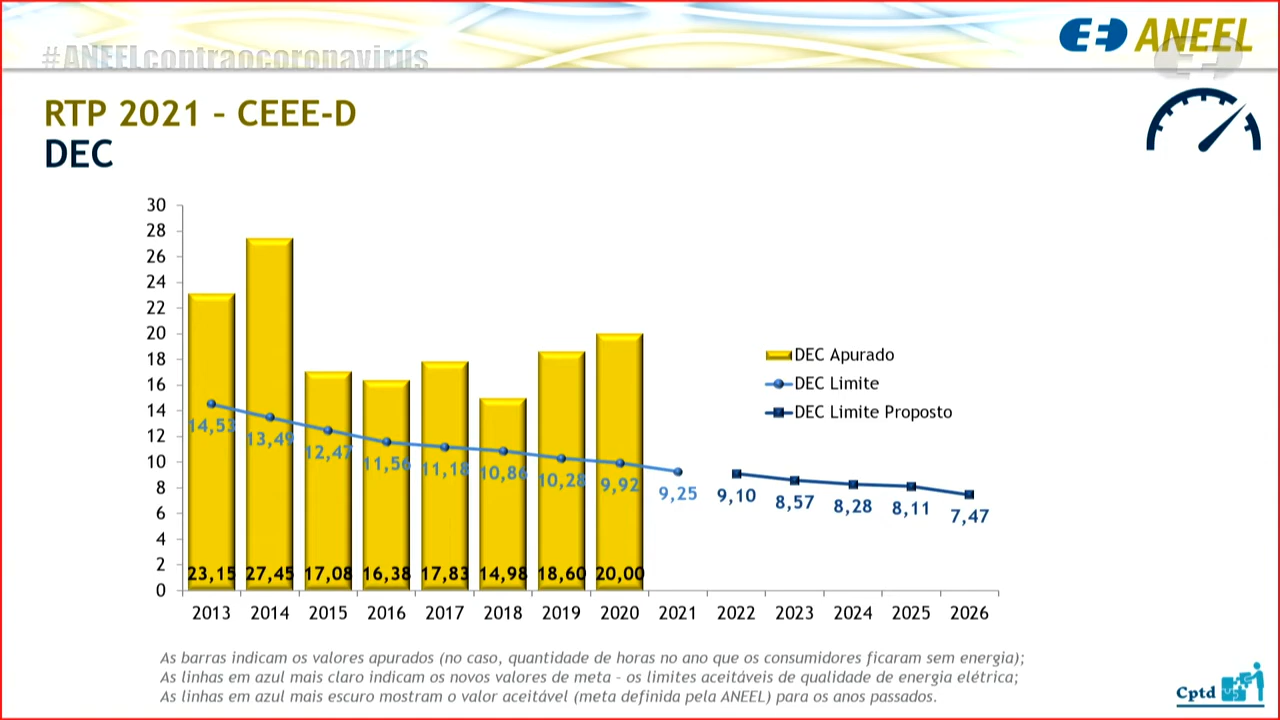 #ANEELcontraocoronavirus
ANEEL
RTP 2021 – CEEE-D
DEC
30
28
26
24
22
20
18
16
14
12
10
8
6
4
2
0
DEC Apurado
DEC Limite
DEC Limite Proposto
14,53 13,49 12,47 11,56 11,18 10,86 10,28 9,92 9,25 9,10 8,57 8,28 8,11 7,47
23,15 27,45 17,08 16,38 17,83 14,98 18,60 20,00
2013 2014 2015 2016 2017 2018 2019 2020 2021 2022 2023 2024 2025 2026
As barras indicam os valores apurados (no caso, quantidade de horas no ano que os consumidores ficaram sem energia);
As linhas em azul mais claro indicam os novos valores de meta – os limites aceitáveis de qualidade de energia elétrica;
As linhas em azul mais escuro mostram o valor aceitável (meta definida pela ANEEL) para os anos passados.
Cptd